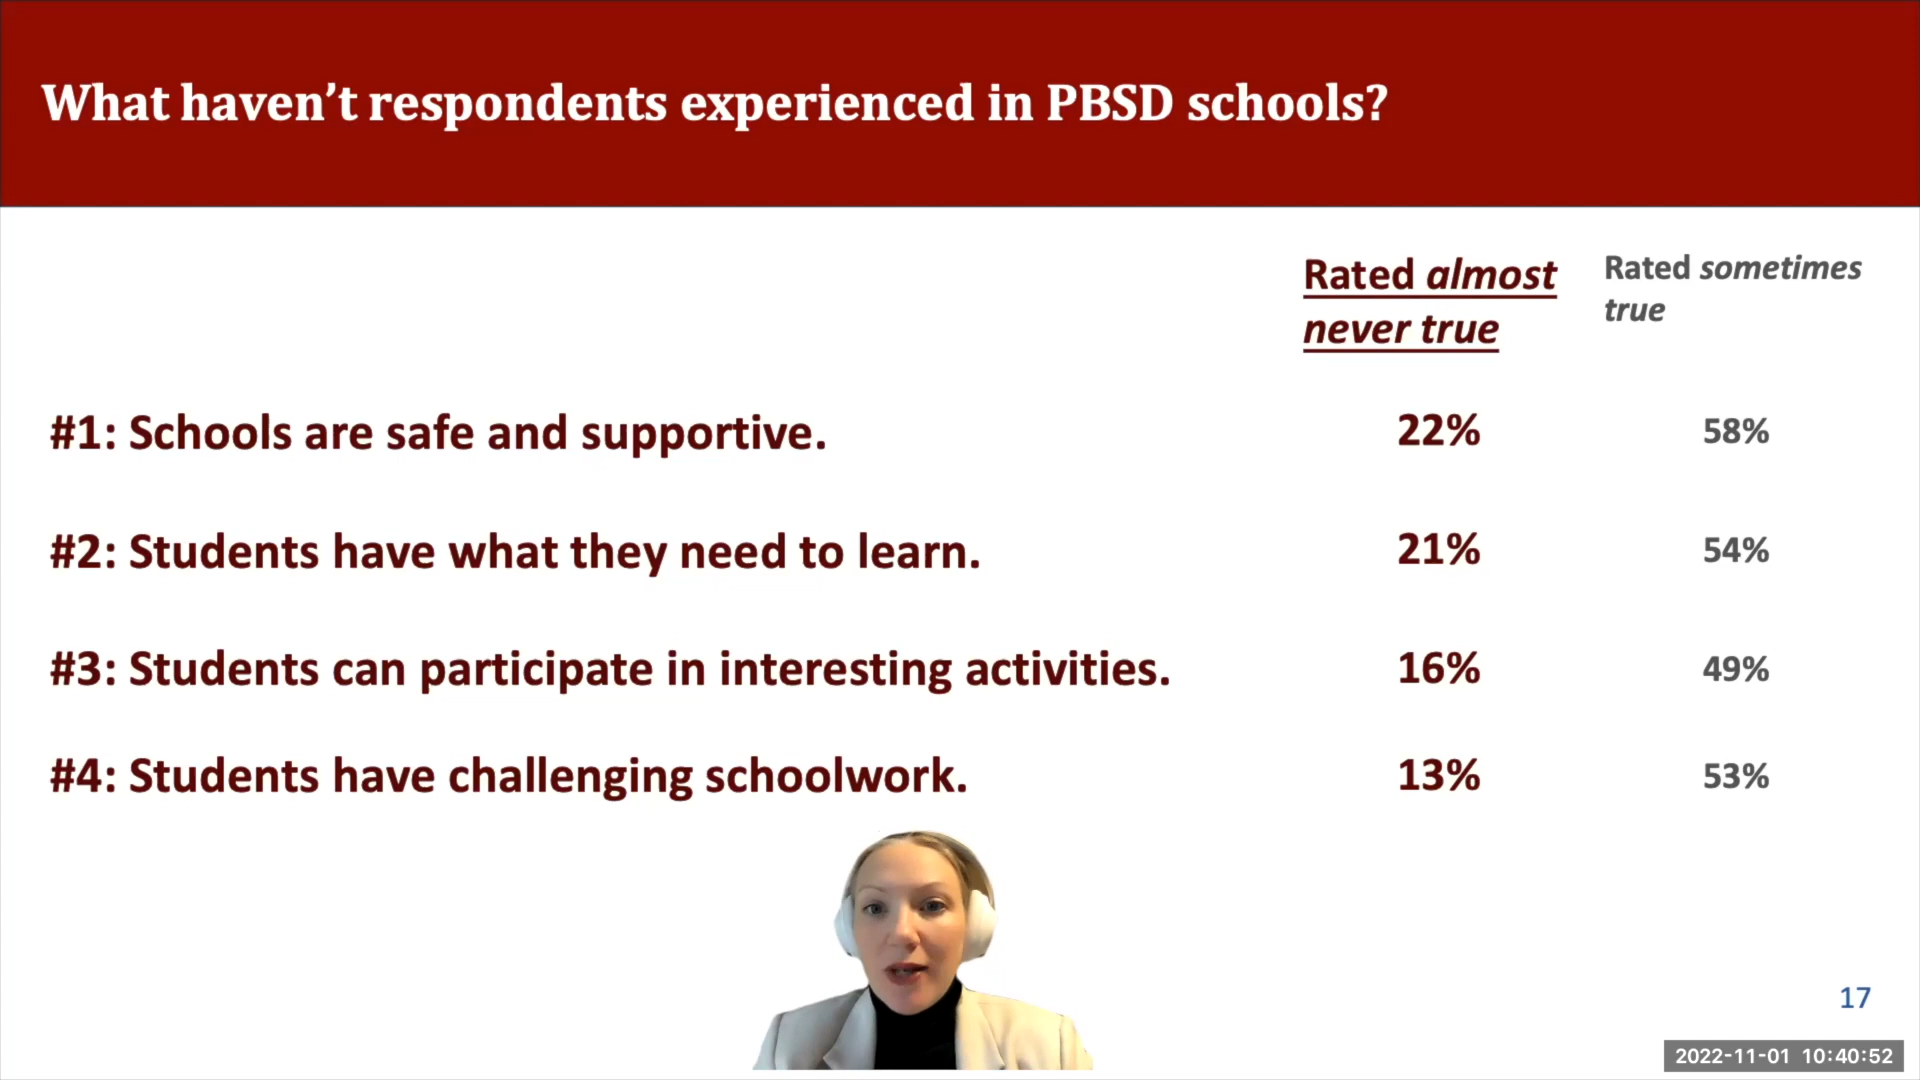 What haven’t respondents experienced in PBSD schools?
Rated almost never true
Rated sometimes true
#1: Schools are safe and supportive. 22% 58%
#2: Students have what they need to learn. 21% 54%
#3: Students can participate in interesting activities. 16% 49%
#4: Students have challenging schoolwork. 13% 53%
17
2022-11-01 10:40:52